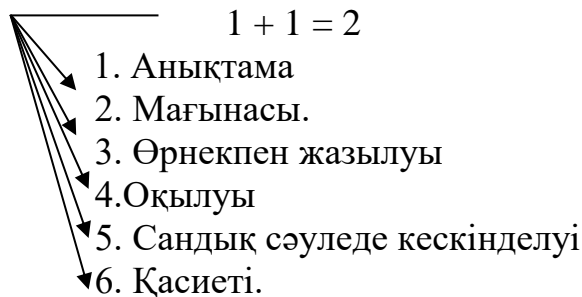 1 + 1 = 2
1. Анықтама
2. Мағынасы.
3. Өрнекпен жазылуы
4.Оқылуы
5. Сандық сәуледе кескінделуі
6. Қасиеті.